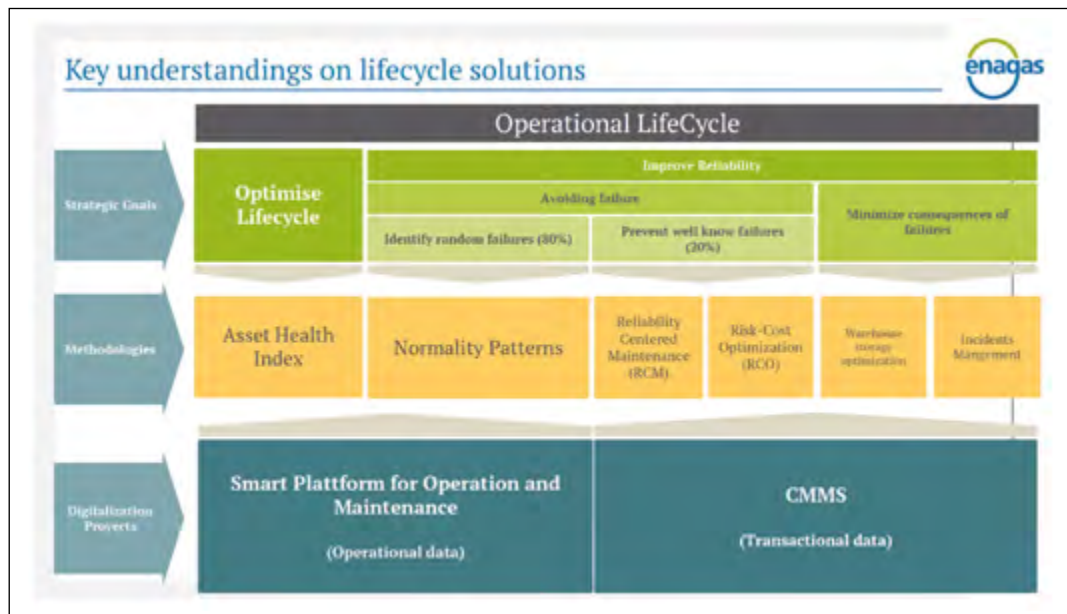 Key understandings on lifecycle solutions
enagas
Operational LifeCycle
Strategic Goals
Optimise
Lifecycle
Improve Reliability
Avoiding failure
Identify random failures (80%)
Prevent well know failures
(20%)
Minimize consequences of
failures
Methodologies
Asset Health
Index
Normality Patterns
Reliability
Centered
Maintenance
(RCM)
Risk-Cost
Optimization
(RCO)
Warehouse
storage
optimization
Incidents
Mangement
Digitalization
Proyects
Smart Plattform for Operation and
Maintenance
(Operational data)
CMMS
(Transactional data)